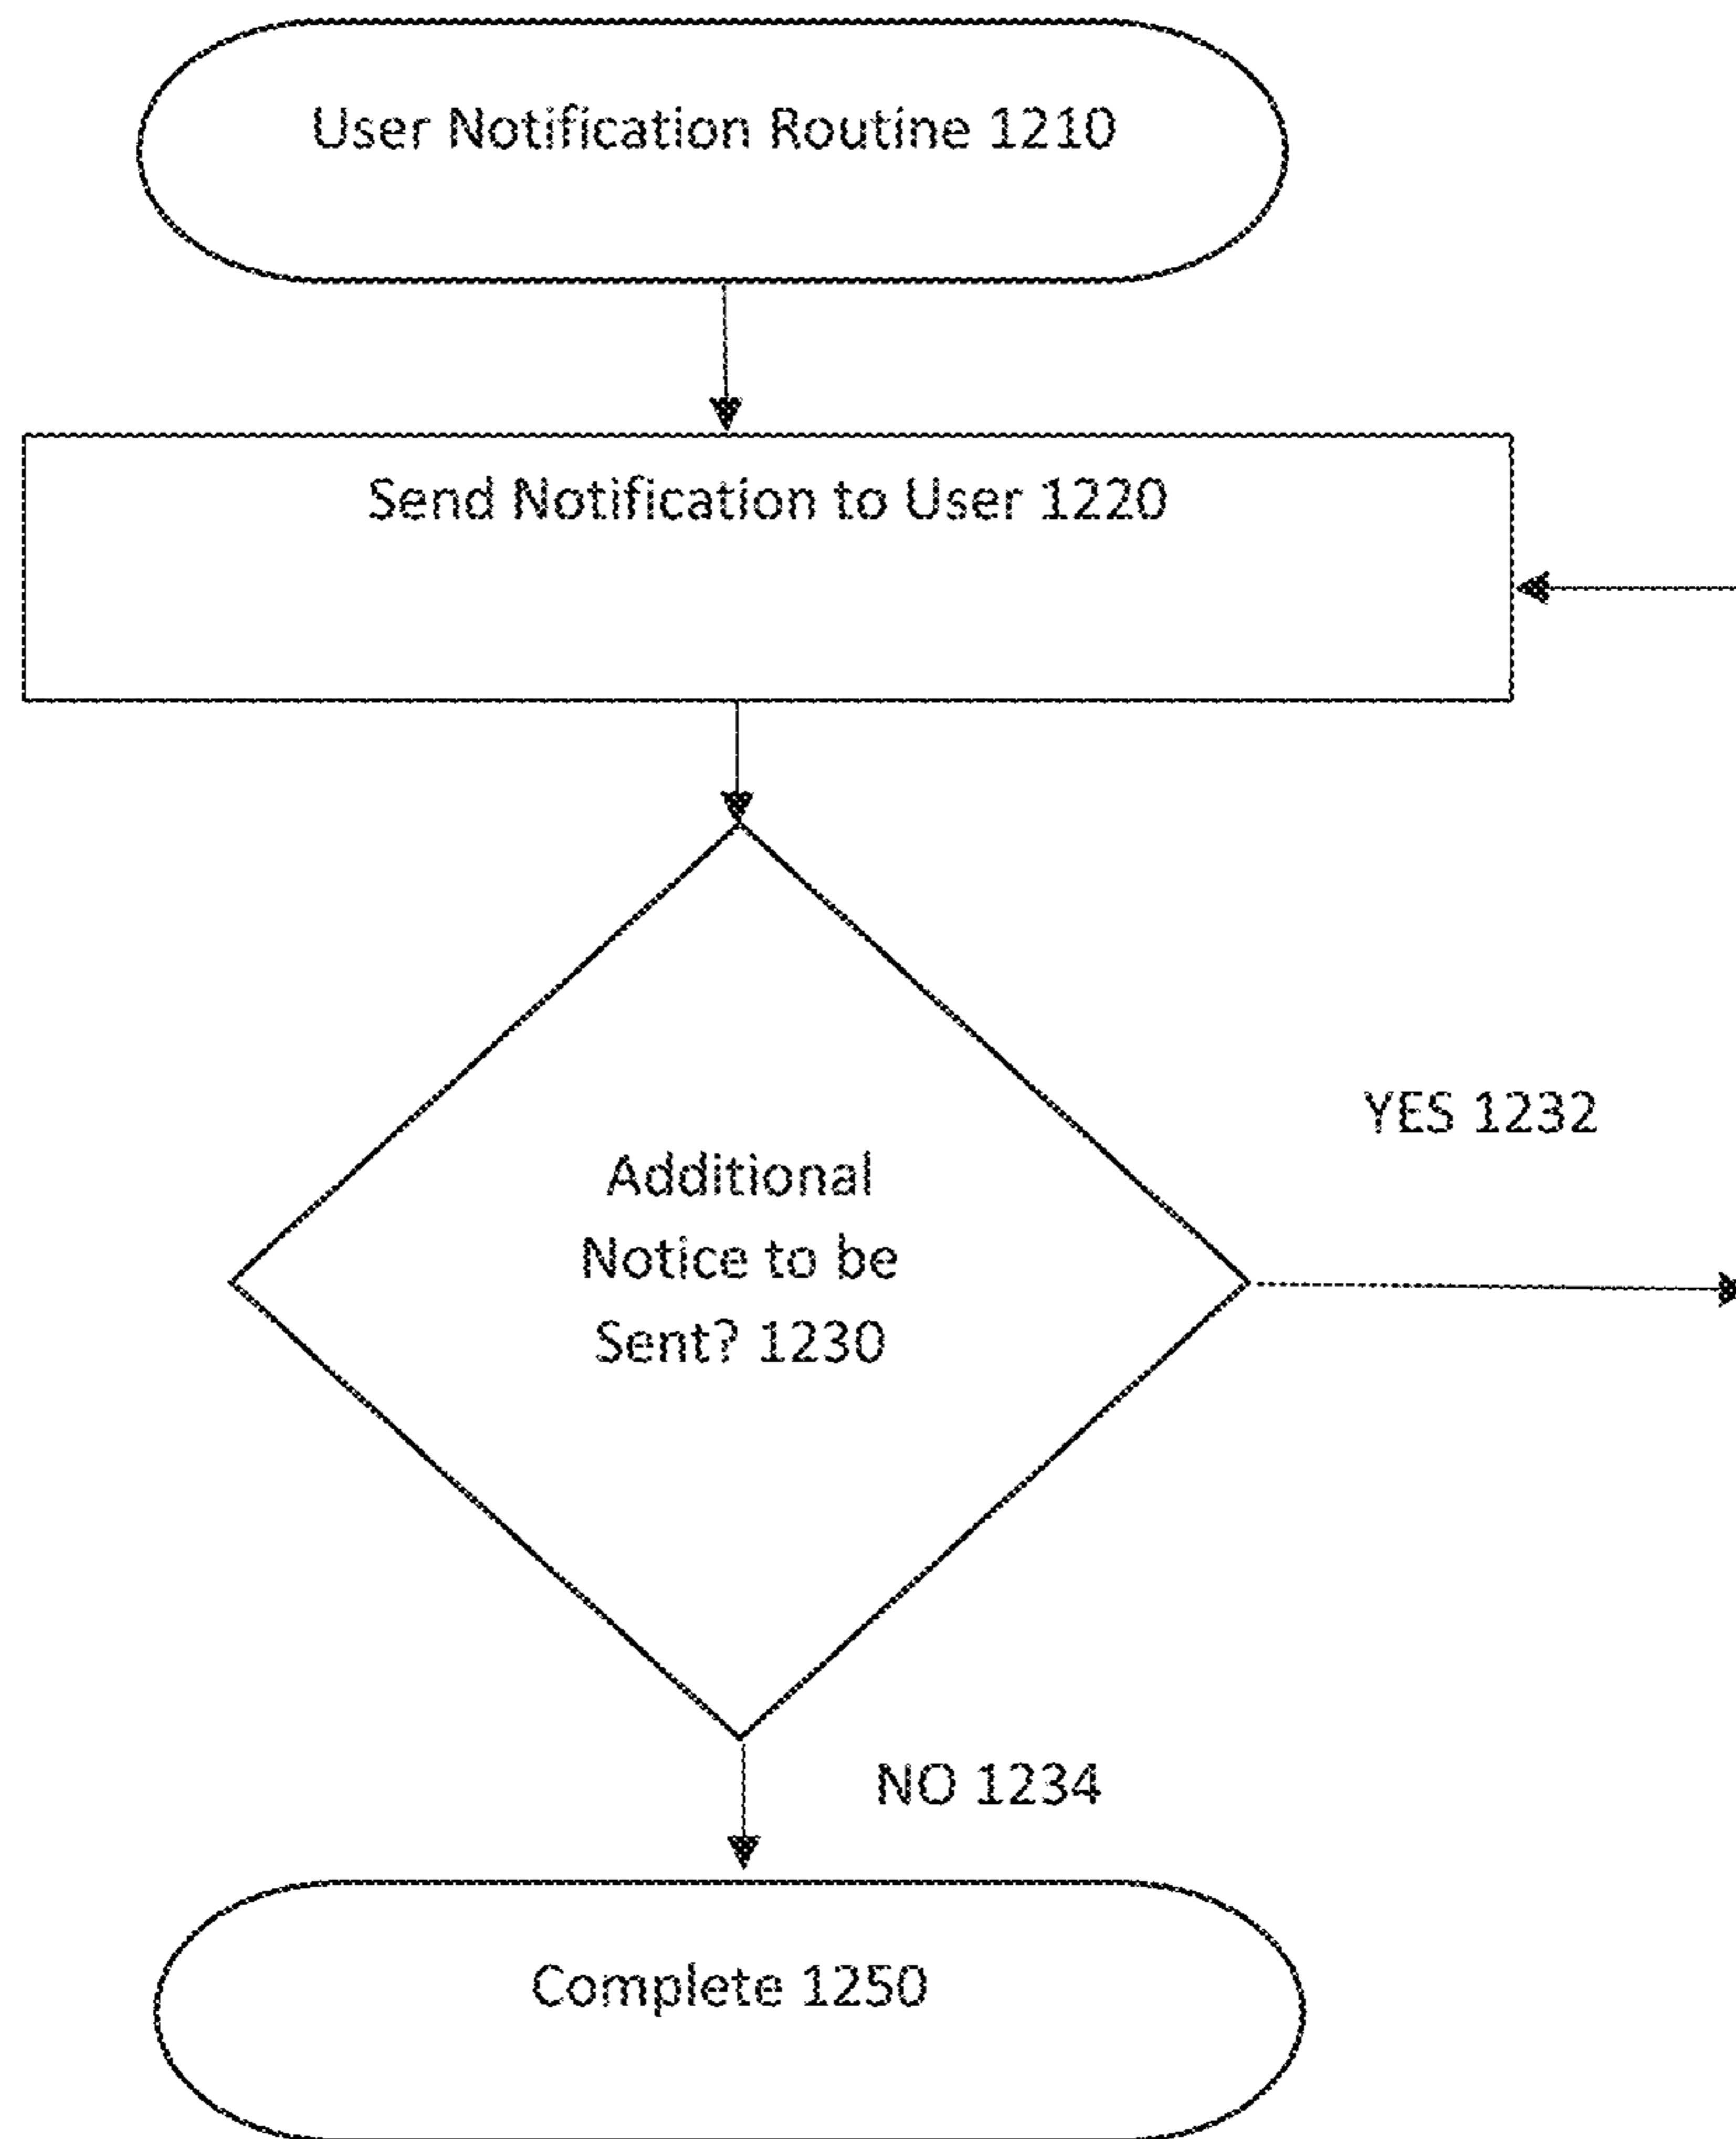 User Notification Routine 1210
Send Notification to User 1220
YES 1232
Additional
Notice to be
Sent? 1230
NO 1234
Complete 1250